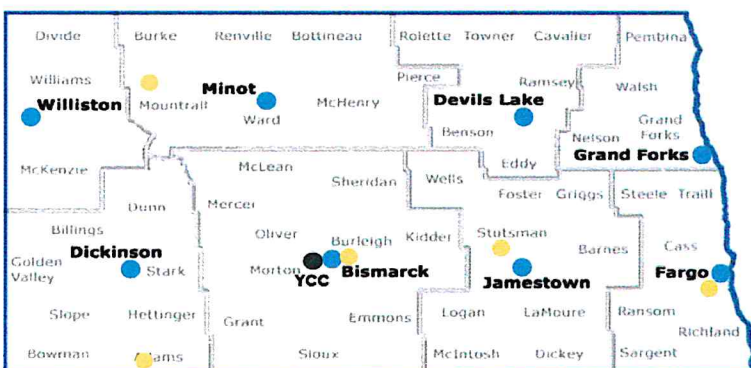 Divide Burke Renville Bottineau Rolette Towner Cavalier Pembina
Williams Pierce Ramsey Walsh
Williston Mountrail Minot McHenry Devils Lake
Ward Benson Nelson Grand Forks
McKenzie McLean Eddy Grand Forks
Sheridan Wells
Dunn Mercer Foster Griggs Steele Traill
Billings Oliver Burleigh Kidder Stutsman Barnes Cass
Dickinson
Golden Valley Stark Morton YCC Bismarck Jamestown Fargo
Slope Hettinger Grant Emmons Logan LaMoure Ransom
Richland
Bowman Adams Sioux McIntosh Dickey Sargent